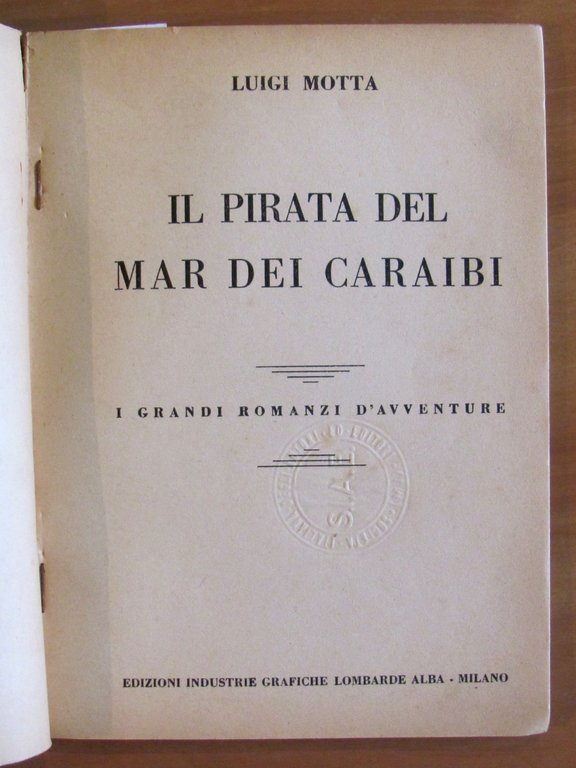 LUIGI MOTTA
IL PIRATA DEL
MAR DEI CARAIBI
I GRANDI ROMANZI D'AVVENTURE
S.I.A.E.
EDIZIONI INDUSTRIE GRAFICHE LOMBARDE ALBA - MILANO